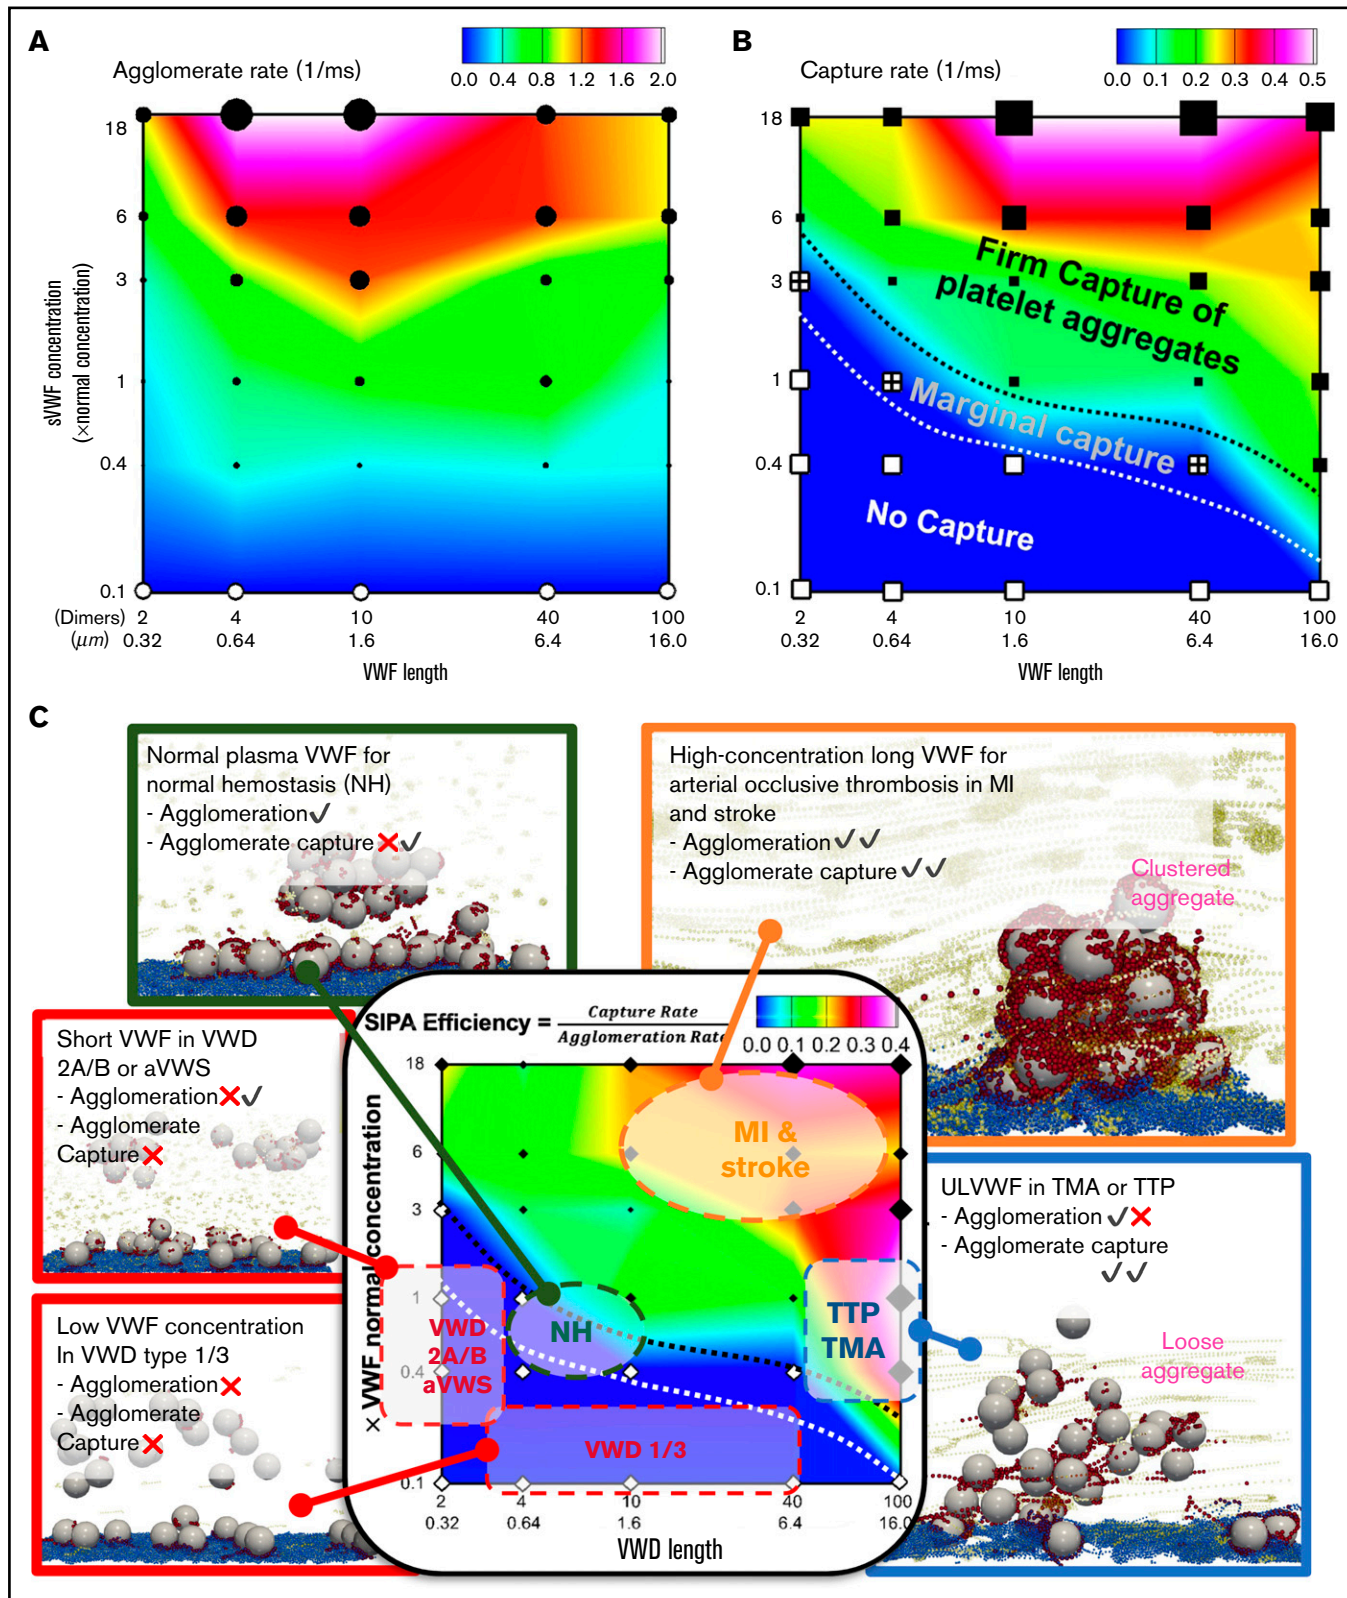 A
Agglomerate rate (1/ms)
0.0 0.4 0.8 1.2 1.6 2.0
18
6
3
1
0.4
0.1
sVWF concentration
(×normal concentration)
(Dimers) 2 4 10 40 100
(μm) 0.32 0.64 1.6 6.4 16.0
VWF length
B
Capture rate (1/ms)
0.0 0.1 0.2 0.3 0.4 0.5
18
6
3
1
0.4
0.1
Firm Capture of
platelet aggregates
Marginal capture
No Capture
2 4 10 40 100
0.32 0.64 1.6 6.4 16.0
VWF length
C
Normal plasma VWF for
normal hemostasis (NH)
- Agglomeration
- Agglomerate capture
High-concentration long VWF for
arterial occlusive thrombosis in MI
and stroke
- Agglomeration
- Agglomerate capture
Clustered
aggregate
Short VWF in VWD
2A/B or aVWS
- Agglomeration
- Agglomerate
Capture
Low VWF concentration
In VWD type 1/3
- Agglomeration
- Agglomerate
Capture
SIPA Efficiency = Capture Rate
Agglomeration Rate
0.0 0.1 0.2 0.3 0.4
18
6
3
1
0.4
0.1
× VWF normal concentration
MI &
stroke
NH
VWD
2A/B
aVWS
TTP
TMA
VWD 1/3
2 4 10 40 100
0.32 0.64 1.6 6.4 16.0
VWD length
ULVWF in TMA or TTP
- Agglomeration
- Agglomerate capture
Loose
aggregate